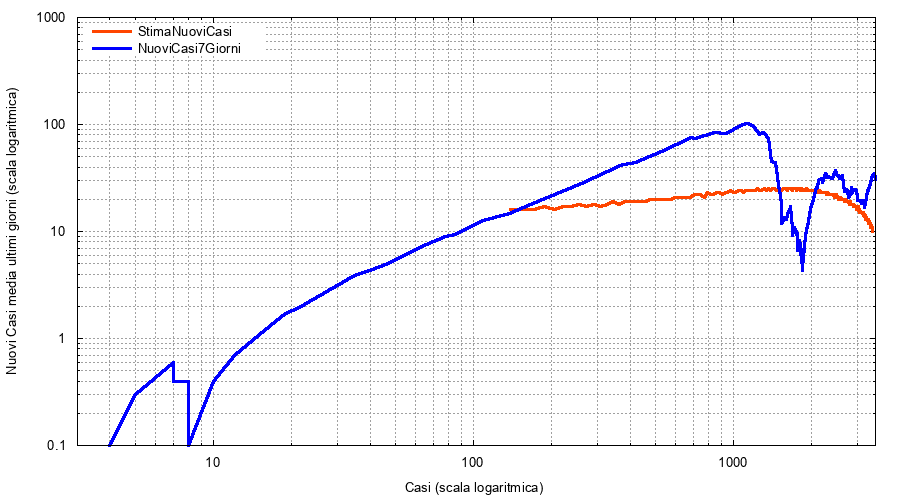 1000
100
10
1
0.1
StimaNuoviCasi
NuoviCasi7Giorni
Nuovi Casi media ultimi giorni (scala logaritmica)
10 100 1000
Casi (scala logaritmica)